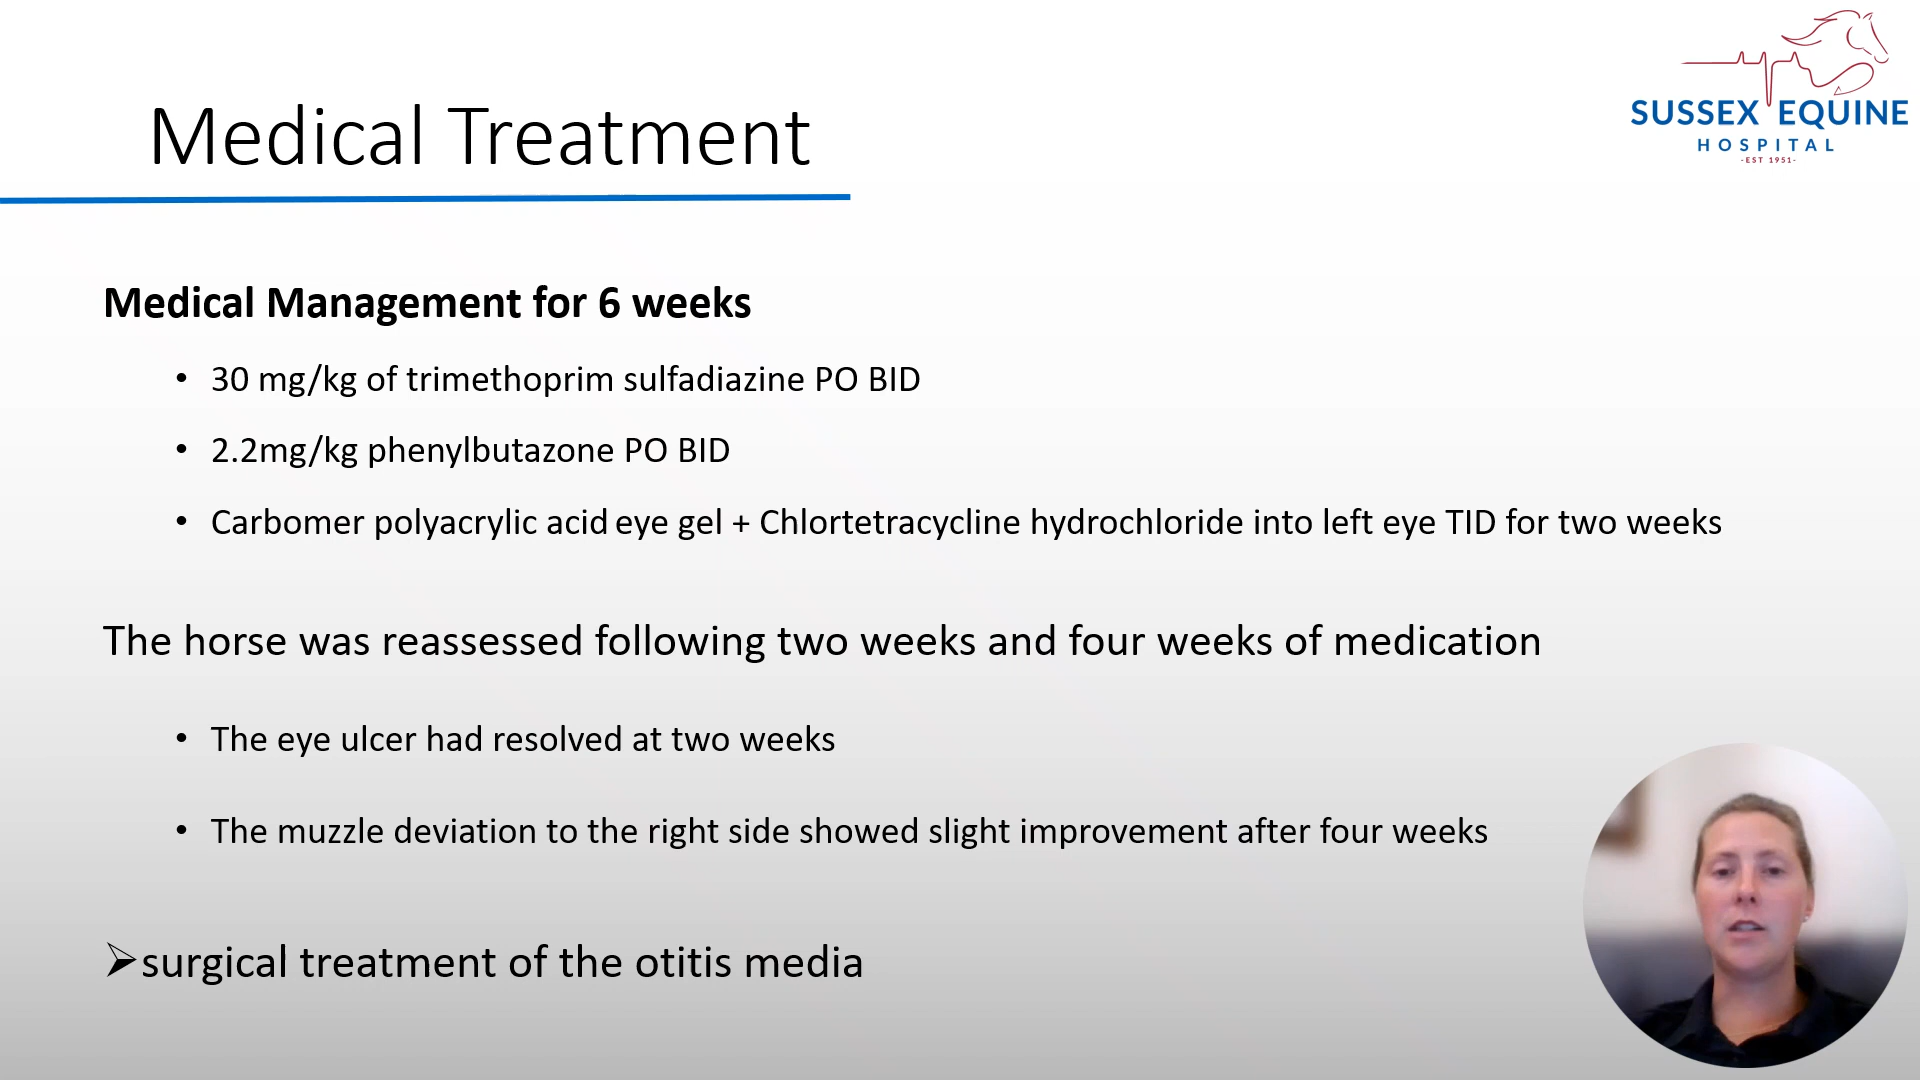 SUSSEX EQUINE
HOSPITAL
-EST 1951-
Medical Treatment
Medical Management for 6 weeks
• 30 mg/kg of trimethoprim sulfadiazine PO BID
• 2.2mg/kg phenylbutazone PO BID
• Carbomer polyacrylic acid eye gel + Chlortetracycline hydrochloride into left eye TID for two weeks
The horse was reassessed following two weeks and four weeks of medication
• The eye ulcer had resolved at two weeks
• The muzzle deviation to the right side showed slight improvement after four weeks
➢surgical treatment of the otitis media